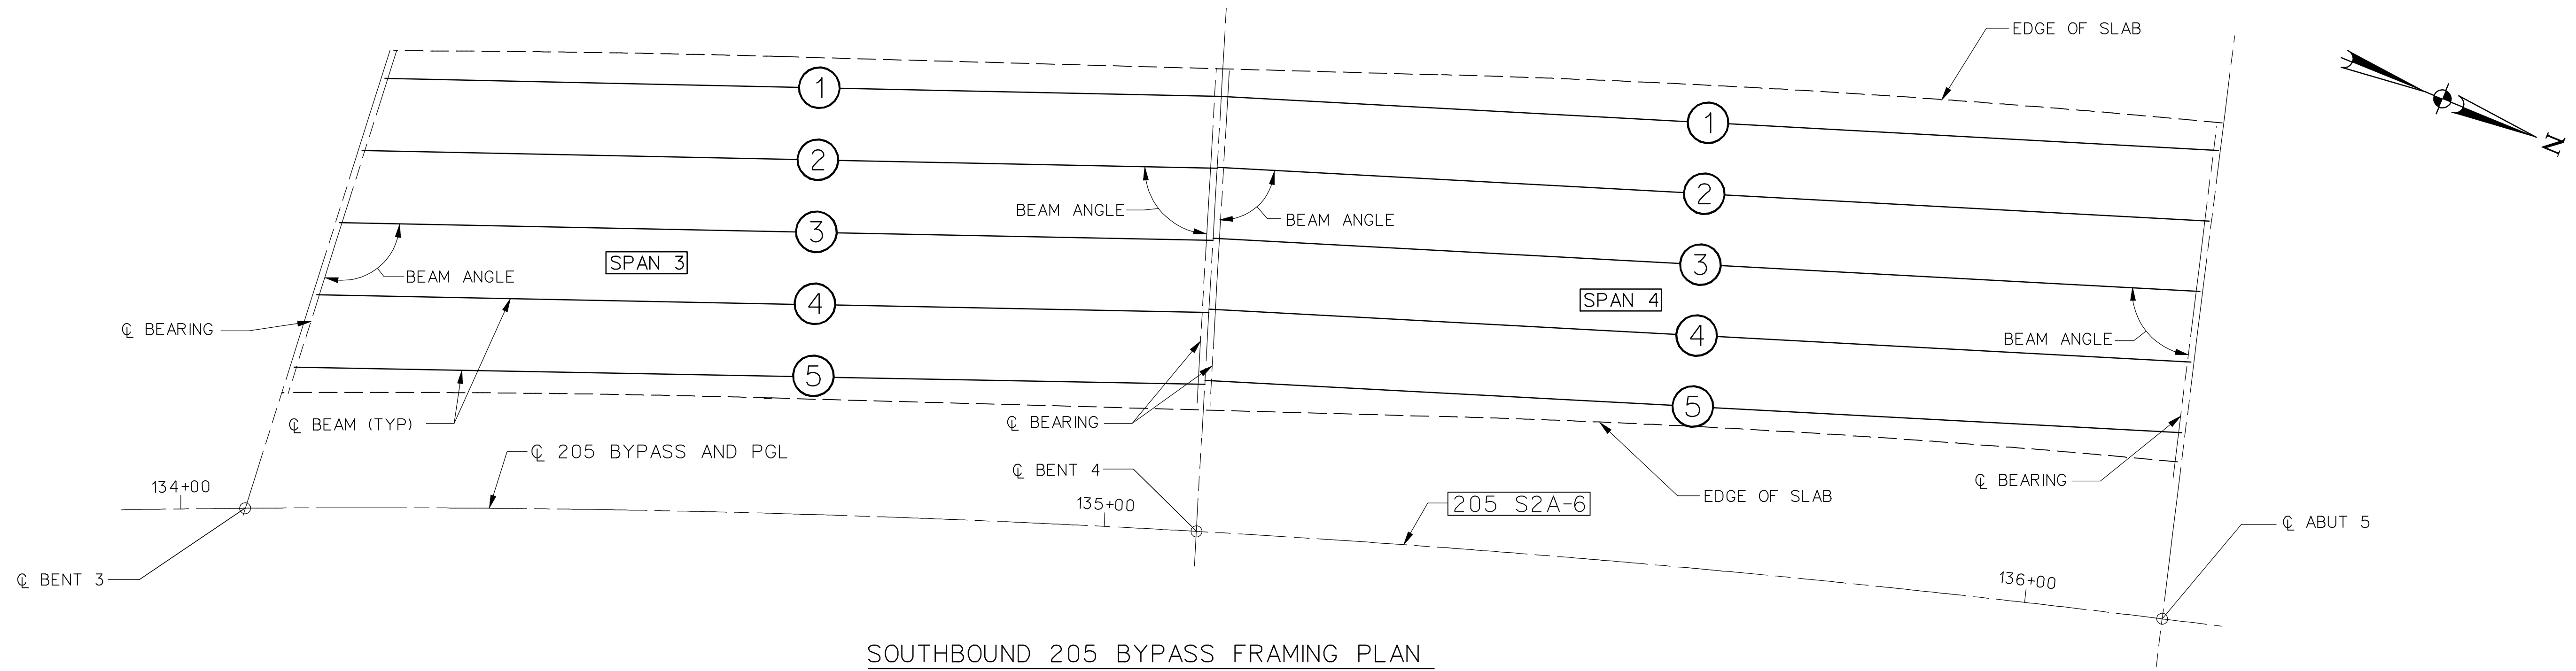 EDGE OF SLAB
N
1
1
2
2
BEAM ANGLE
BEAM ANGLE
3
3
SPAN 3
BEAM ANGLE
SPAN 4
4
4
℄ BEARING
BEAM ANGLE
5
5
℄ BEAM (TYP)
℄ BEARING
℄ 205 BYPASS AND PGL
℄ BENT 4
℄ BEARING
134+00
135+00
205 S2A-6
EDGE OF SLAB
℄ ABUT 5
℄ BENT 3
136+00
SOUTHBOUND 205 BYPASS FRAMING PLAN